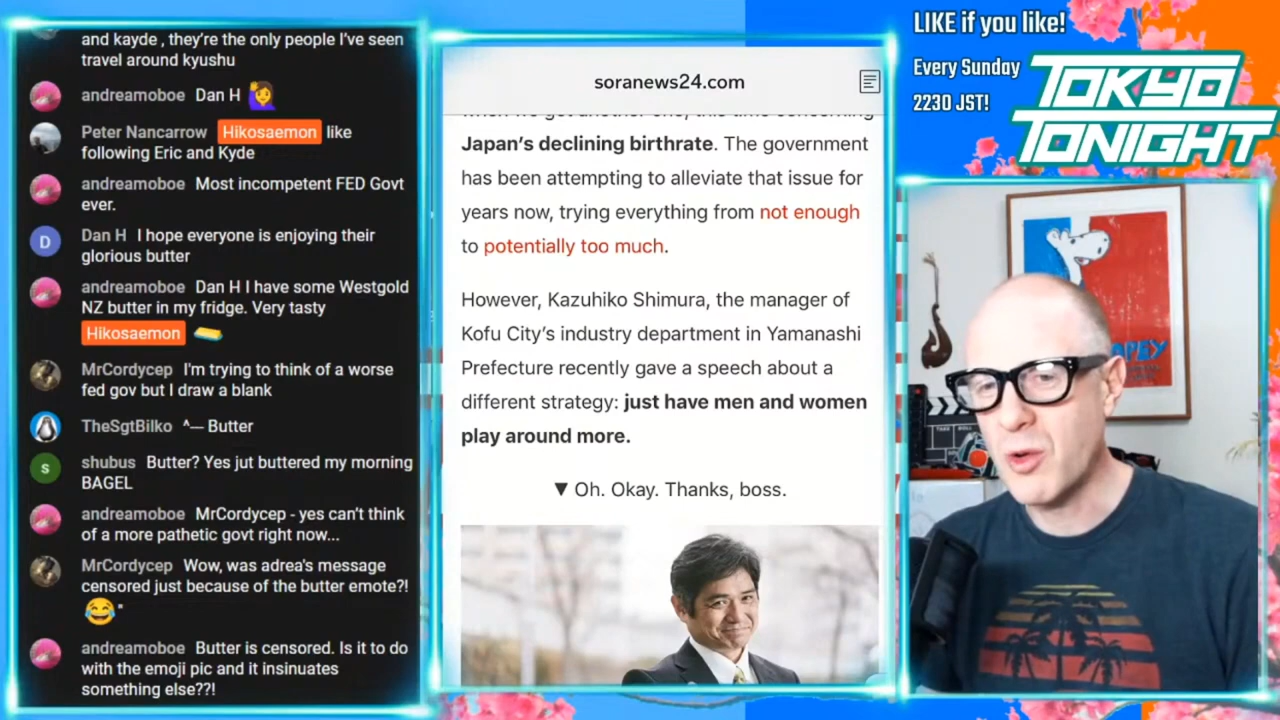 and kayde , they're the only people I've seen
travel around kyushu
andreamoboe Dan H
Peter Nancarrow Hikosaemon like
following Eric and Kyde
andreamoboe Most incompetent FED Govt
ever.
D
Dan H I hope everyone is enjoying their
glorious butter
andreamoboe Dan H I have some Westgold
NZ butter in my fridge. Very tasty
Hikosaemon
MrCordycep I'm trying to think of a worse
fed gov but I draw a blank
TheSgtBilko ^— Butter
S
shubus Butter? Yes jut buttered my morning
BAGEL
andreamoboe MrCordycep - yes can't think
of a more pathetic govt right now...
MrCordycep Wow, was adrea's message
censored just because of the butter emote?!
andreamoboe Butter is censored. Is it to do
with the emoji pic and it insinuates
something else??!
soranews24.com
when we got another one, this time concerning
Japan's declining birthrate. The government
has been attempting to alleviate that issue for
years now, trying everything from not enough
to potentially too much.
However, Kazuhiko Shimura, the manager of
Kofu City's industry department in Yamanashi
Prefecture recently gave a speech about a
different strategy: just have men and women
play around more.
▼ Oh. Okay. Thanks, boss.
LIKE if you like!
Every Sunday
2230 JST!
TOKYO
TONIGHT